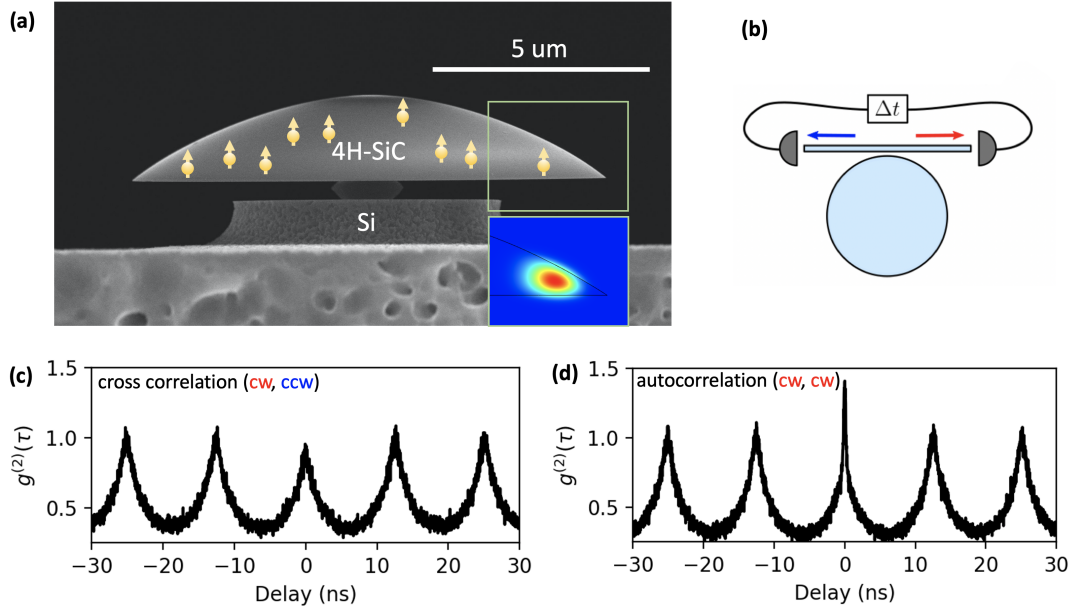 (a)
5 um
4H-SiC
Si
(b)
Δt
(c)
cross correlation (cw, ccw)
1.5
1.0
0.5
g⁽²⁾(τ)
−30 −20 −10 0 10 20 30
Delay (ns)
(d)
autocorrelation (cw, cw)
1.5
1.0
0.5
g⁽²⁾(τ)
−30 −20 −10 0 10 20 30
Delay (ns)